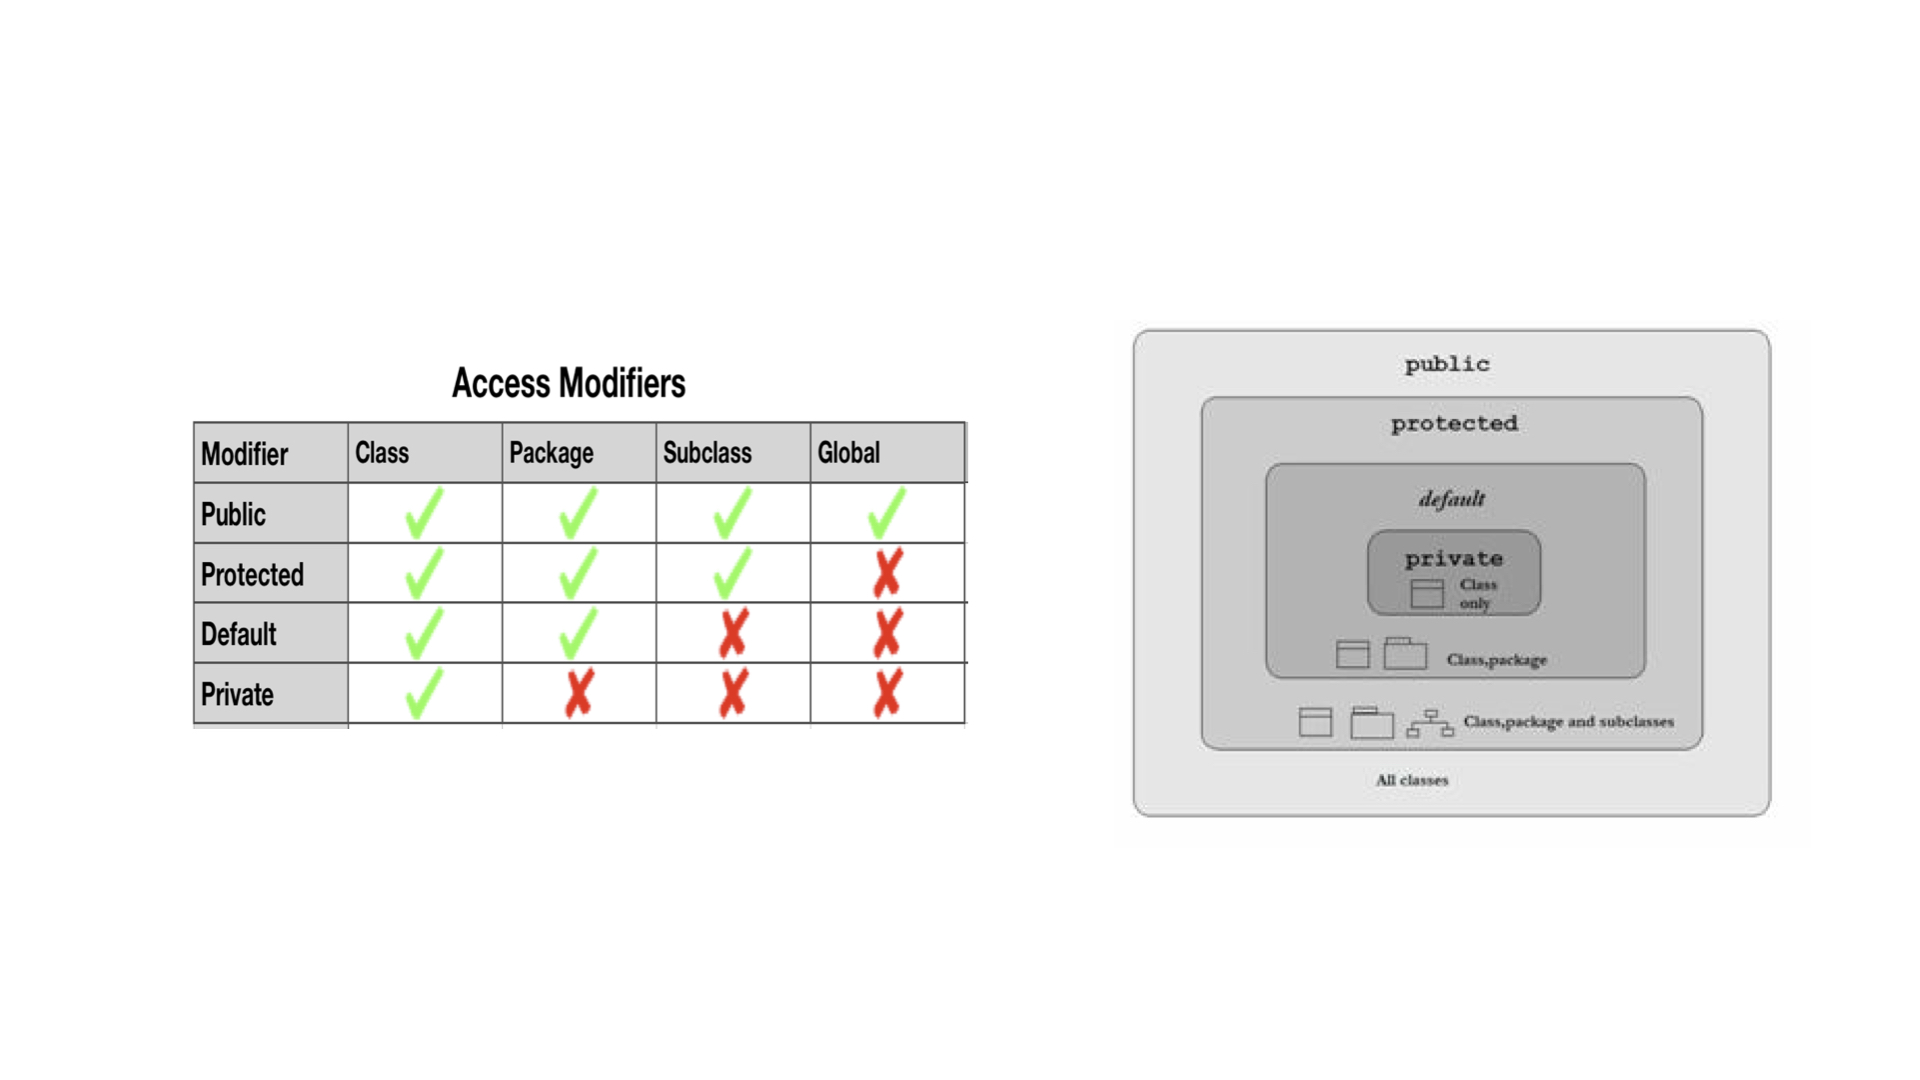 Access Modifiers
Modifier Class Package Subclass Global
Public
Protected
Default
Private
public
protected
default
private
Class
only
Class,package
Class,package and subclasses
All classes